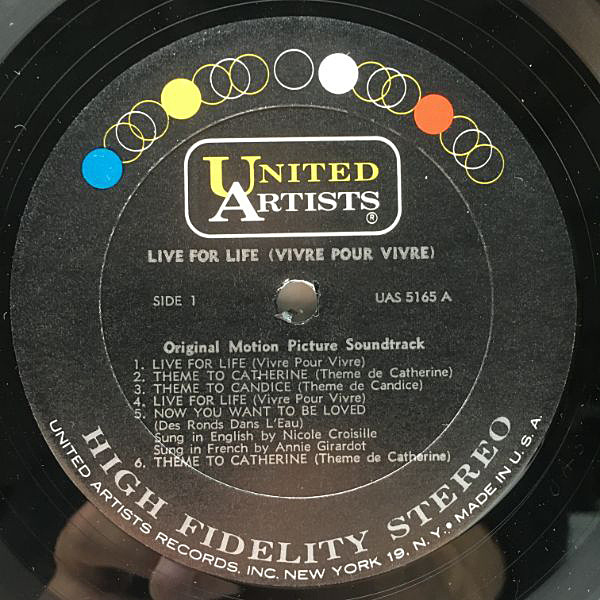 UNITED
ARTISTS
®
LIVE FOR LIFE (VIVRE POUR VIVRE)
SIDE 1
UAS 5165 A
Original Motion Picture Soundtrack
1. LIVE FOR LIFE (Vivre Pour Vivre)
2. THEME TO CATHERINE (Theme de Catherine)
3. THEME TO CANDICE (Theme de Candice)
4. LIVE FOR LIFE (Vivre Pour Vivre)
5. NOW YOU WANT TO BE LOVED
(Des Ronds Dans L'Eau)
Sung in English by Nicole Croisille
Sung in French by Annie Girardot
6. THEME TO CATHERINE (Theme de Catherine)
HIGH FIDELITY STEREO
UNITED ARTISTS RECORDS, INC. NEW YORK 19, N.Y. • MADE IN U.S.A.